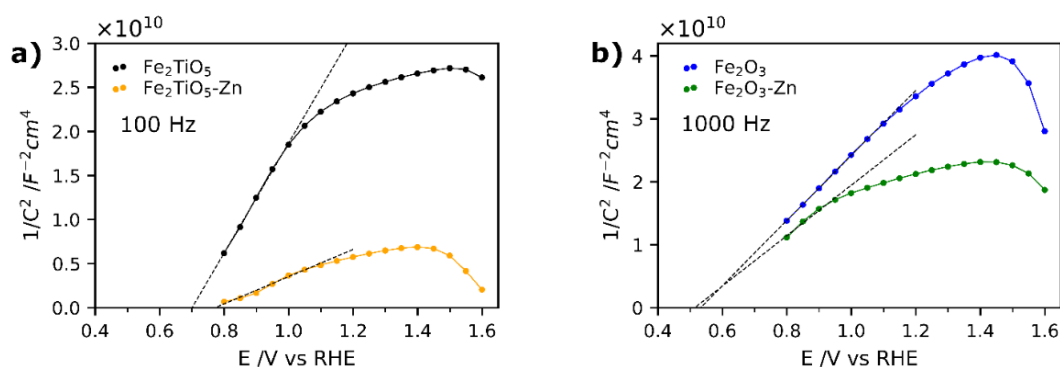 a)
×10¹⁰
3.0
2.5
2.0
1.5
1.0
0.5
0.0
1/C² /F⁻²cm⁴
Fe₂TiO₅
Fe₂TiO₅-Zn
100 Hz
0.4 0.6 0.8 1.0 1.2 1.4 1.6
E /V vs RHE
b)
×10¹⁰
4
3
2
1
0
1/C² /F⁻²cm⁴
Fe₂O₃
Fe₂O₃-Zn
1000 Hz
0.4 0.6 0.8 1.0 1.2 1.4 1.6
E /V vs RHE